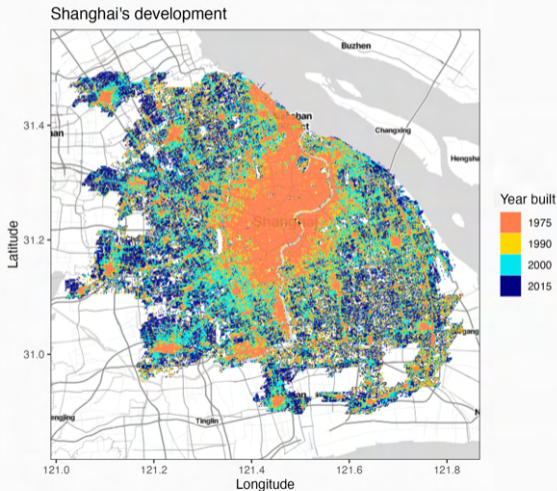 Shanghai's development
Buzhen
Changxing
Hengsha
Shanghai
Tinglin
Latitude
31.4
31.2
31.0
121.0
121.2
121.4
121.6
121.8
Longitude
Year built
1975
1990
2000
2015